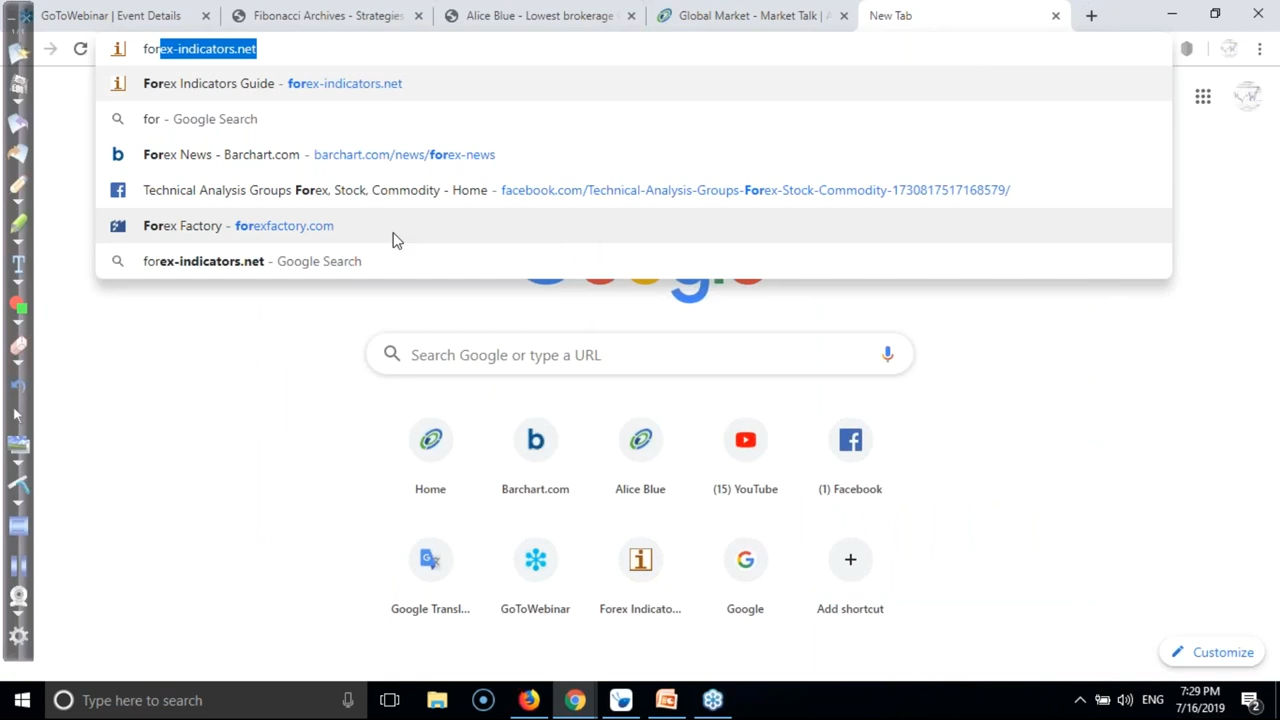 GoToWebinar | Event Details
Fibonacci Archives - Strategies
Alice Blue - Lowest brokerage
Global Market - Market Talk | A
New Tab
forex-indicators.net
Forex Indicators Guide - forex-indicators.net
for - Google Search
Forex News - Barchart.com - barchart.com/news/forex-news
Technical Analysis Groups Forex, Stock, Commodity - Home - facebook.com/Technical-Analysis-Groups-Forex-Stock-Commodity-1730817517168579/
Forex Factory - forexfactory.com
forex-indicators.net - Google Search
Search Google or type a URL
Home
Barchart.com
Alice Blue
(15) YouTube
(1) Facebook
Google Transl...
GoToWebinar
Forex Indicato...
Google
Add shortcut
Customize
Type here to search
ENG
7:29 PM
7/16/2019
2